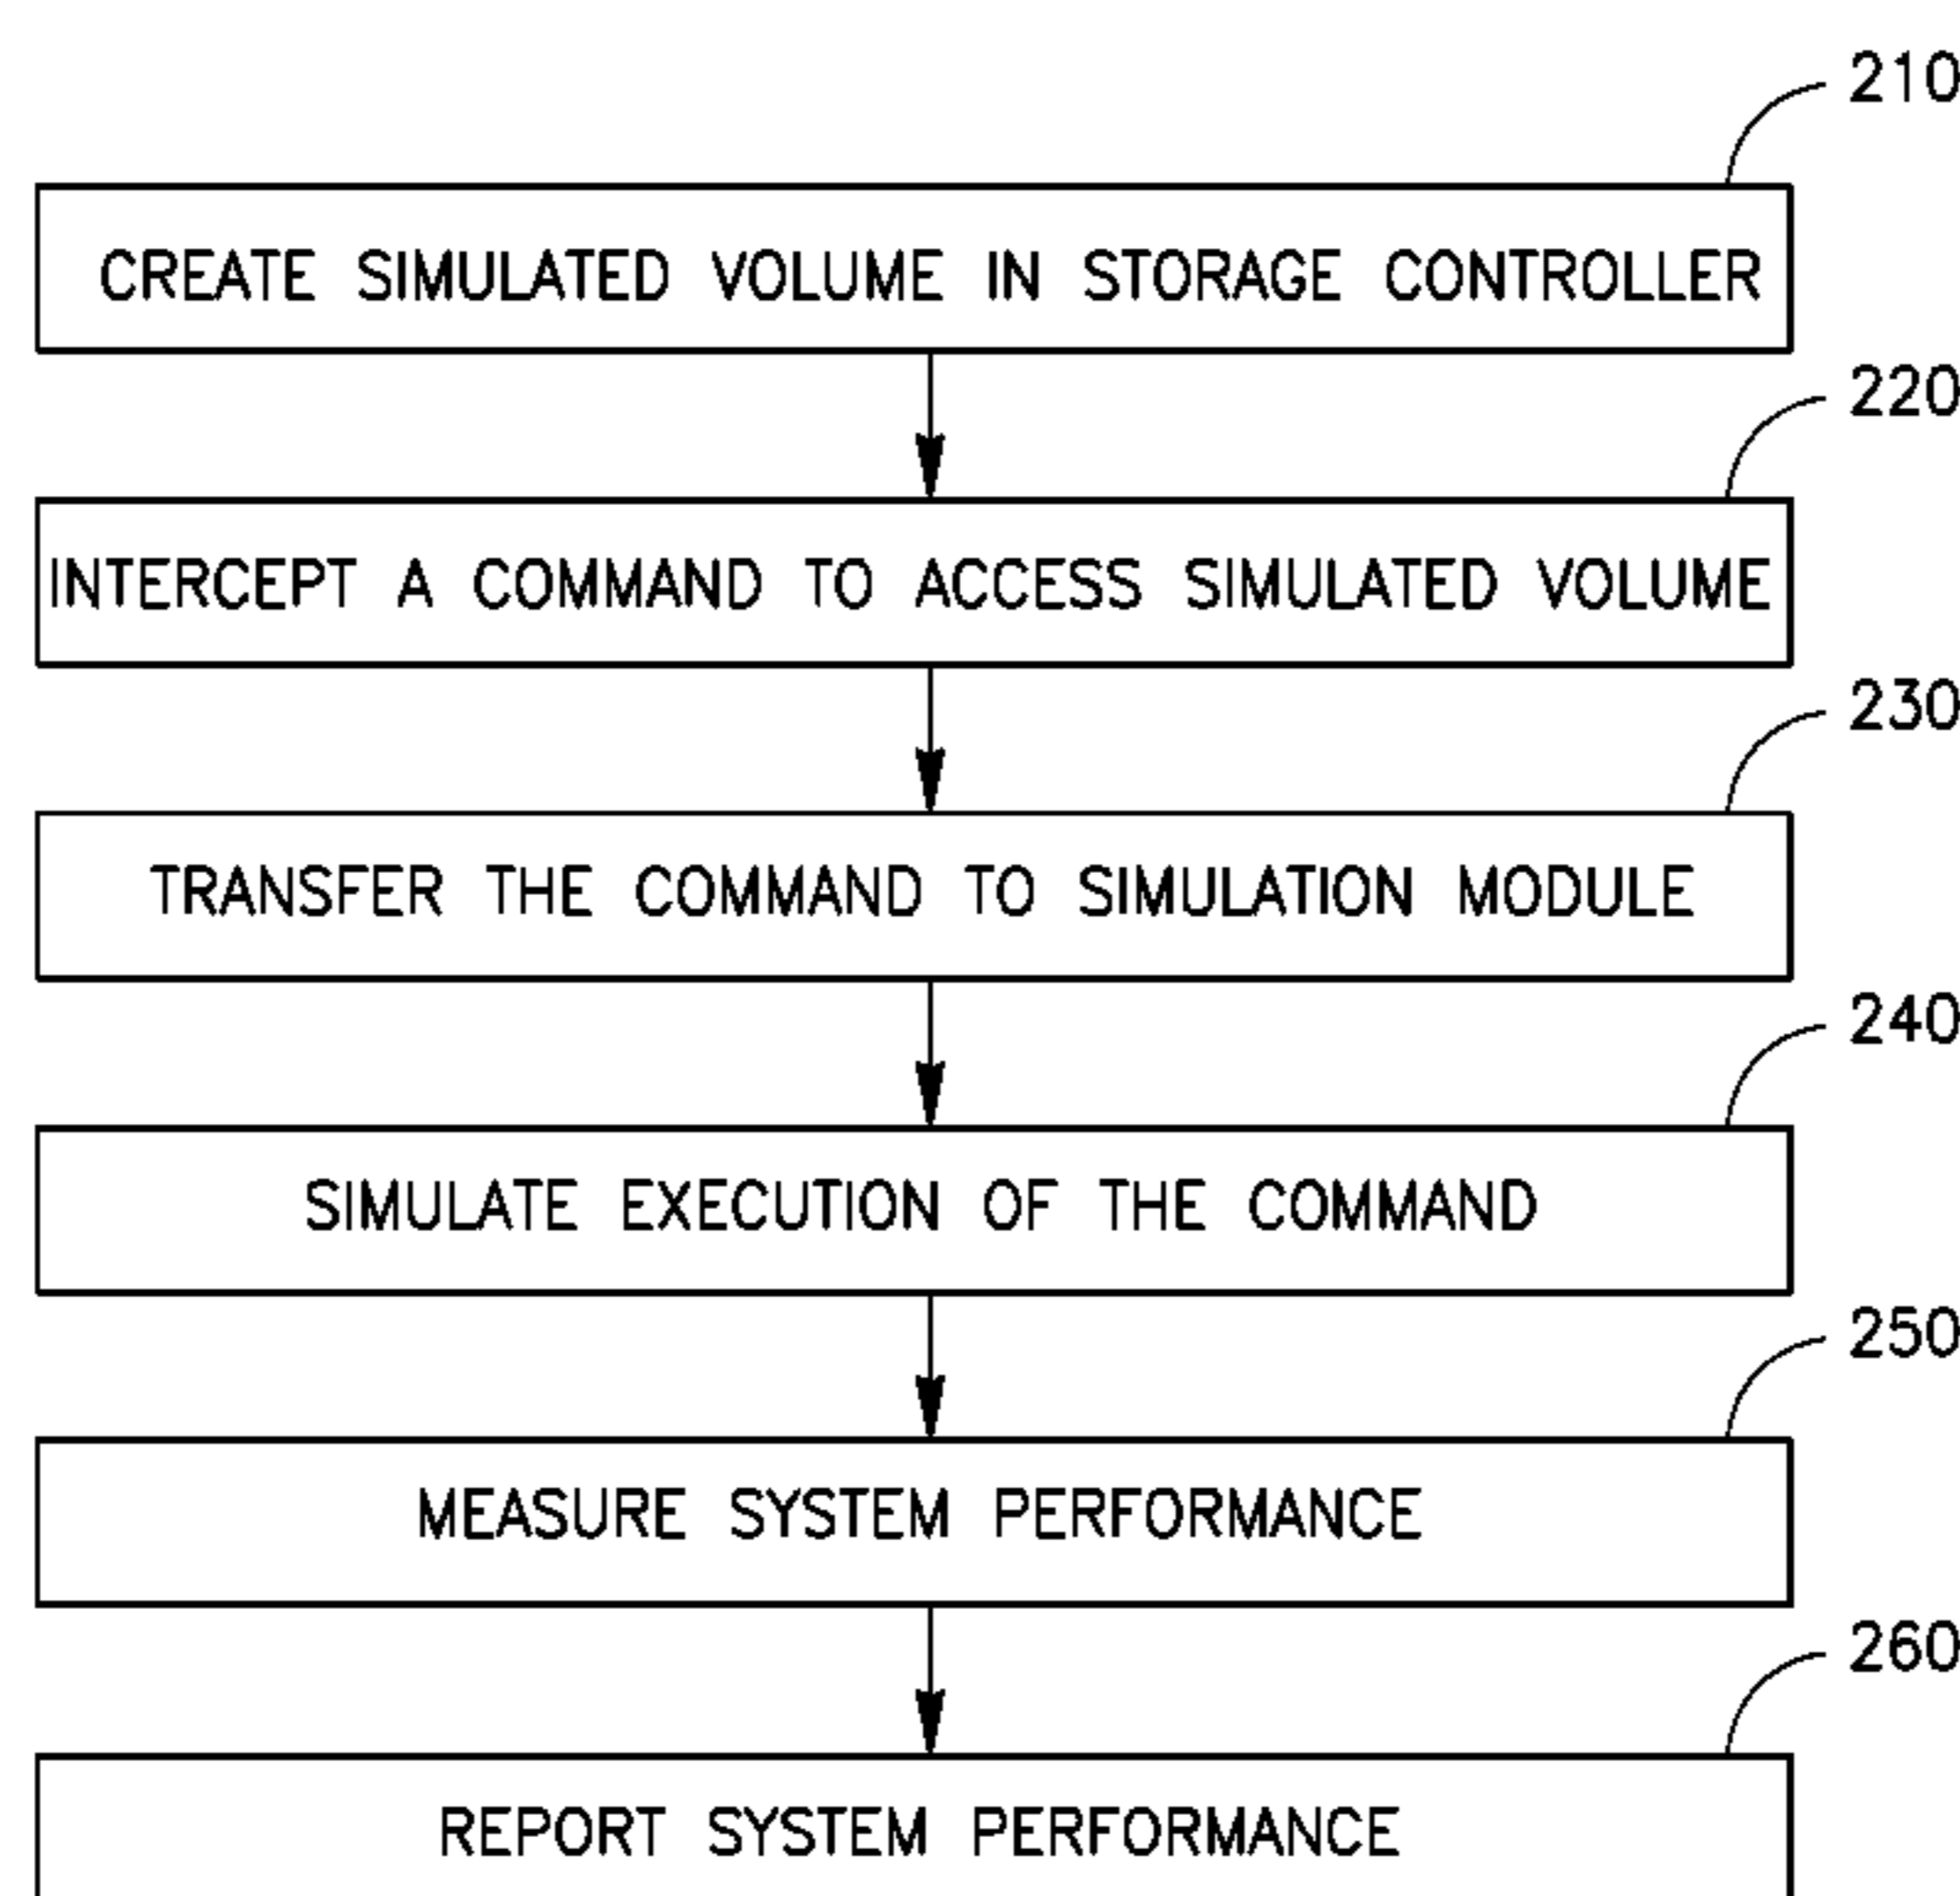 210
CREATE SIMULATED VOLUME IN STORAGE CONTROLLER
220
INTERCEPT A COMMAND TO ACCESS SIMULATED VOLUME
230
TRANSFER THE COMMAND TO SIMULATION MODULE
240
SIMULATE EXECUTION OF THE COMMAND
250
MEASURE SYSTEM PERFORMANCE
260
REPORT SYSTEM PERFORMANCE